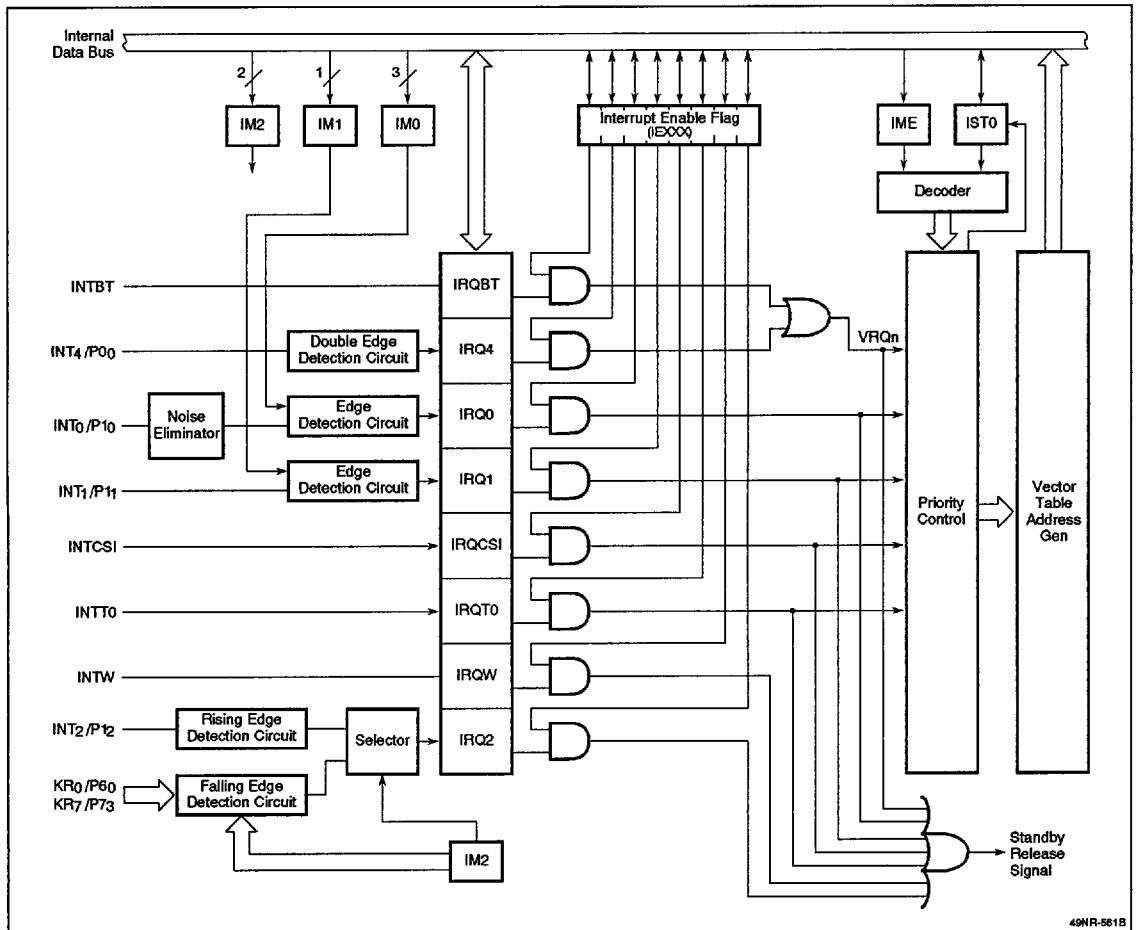 Internal
Data Bus
2
1
3
IM2
IM1
IM0
Interrupt Enable Flag
(IEXXX)
IME
IST0
Decoder
INTBT
IRQBT
INT4/P00
Double Edge
Detection Circuit
IRQ4
VRQn
INT0/P10
Noise
Eliminator
Edge
Detection Circuit
IRQ0
INT1/P11
Edge
Detection Circuit
IRQ1
Priority
Control
Vector
Table
Address
Gen
INTCSI
IRQCSI
INTT0
IRQT0
INTW
IRQW
INT2/P12
Rising Edge
Detection Circuit
Selector
IRQ2
KR0/P60
KR7/P73
Falling Edge
Detection Circuit
IM2
Standby
Release
Signal
49NR-561B